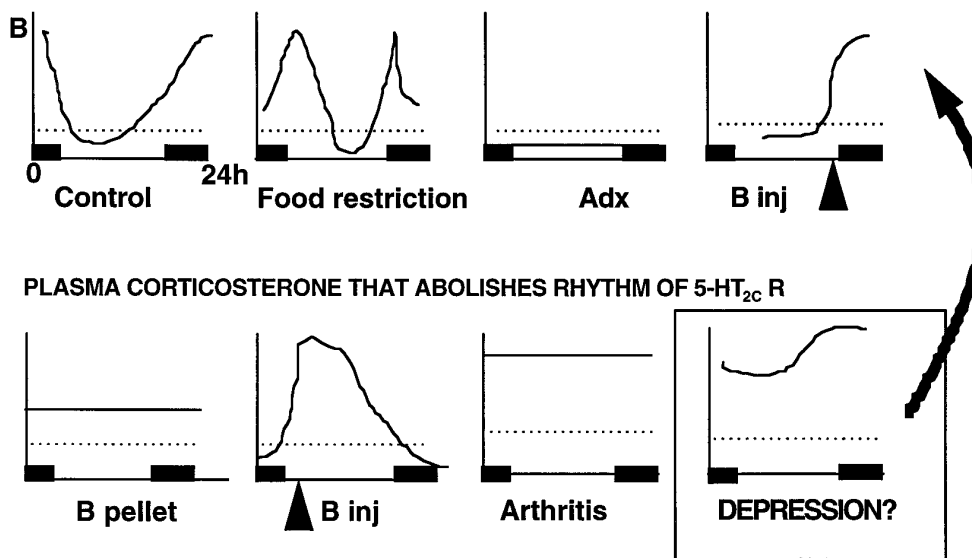 B
0 24h
Control Food restriction Adx B inj
PLASMA CORTICOSTERONE THAT ABOLISHES RHYTHM OF 5-HT2C R
B pellet B inj Arthritis DEPRESSION?